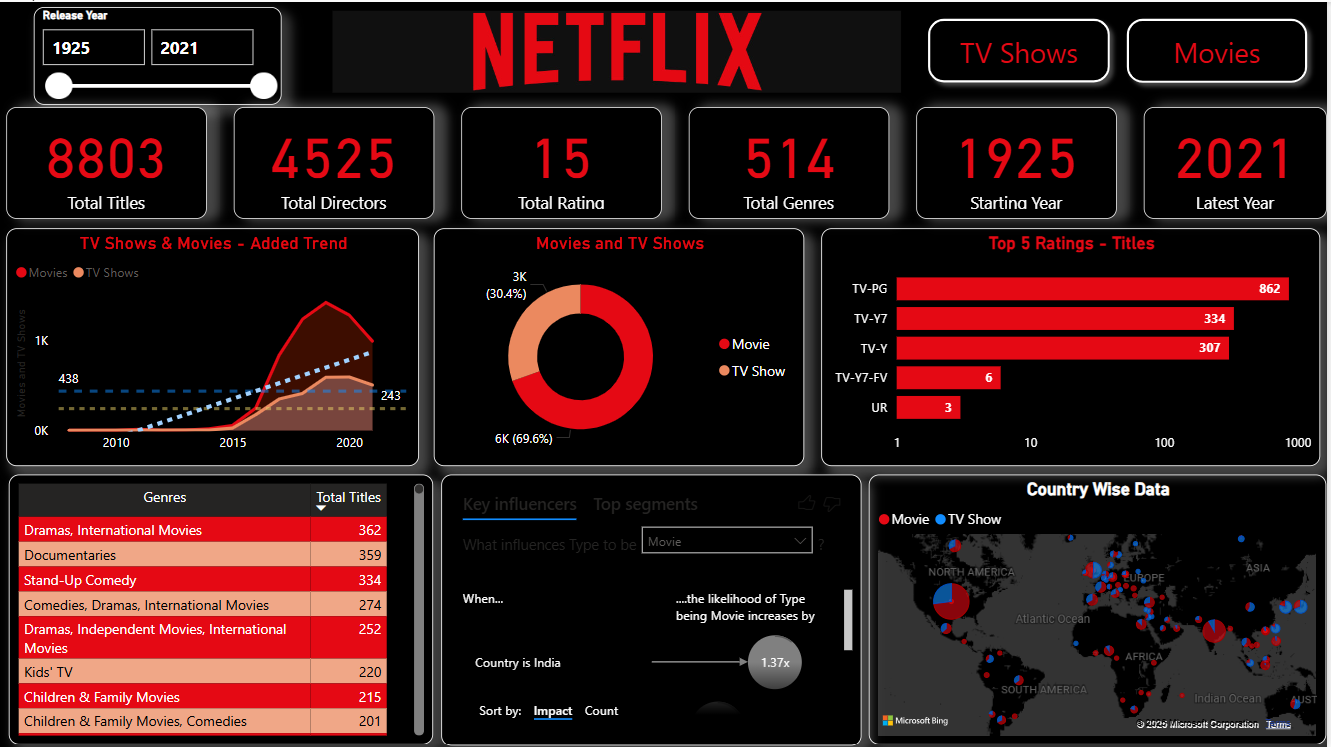 Release Year
1925
2021
NETFLIX
TV Shows
Movies
8803
Total Titles
4525
Total Directors
15
Total Rating
514
Total Genres
1925
Starting Year
2021
Latest Year
TV Shows & Movies - Added Trend
Movies
TV Shows
Movies and TV Shows
1K
0K
438
243
2010
2015
2020
Movies and TV Shows
3K
(30.4%)
6K (69.6%)
Movie
TV Show
Top 5 Ratings - Titles
TV-PG
862
TV-Y7
334
TV-Y
307
TV-Y7-FV
6
UR
3
1
10
100
1000
Genres
Total Titles
Dramas, International Movies
362
Documentaries
359
Stand-Up Comedy
334
Comedies, Dramas, International Movies
274
Dramas, Independent Movies, International
Movies
252
Kids' TV
220
Children & Family Movies
215
Children & Family Movies, Comedies
201
Key influencers
Top segments
What influences Type to be
Movie
?
When...
....the likelihood of Type
being Movie increases by
Country is India
1.37x
Sort by:
Impact
Count
Country Wise Data
Movie
TV Show
NORTH AMERICA
EUROPE
ASIA
Atlantic Ocean
AFRICA
SOUTH AMERICA
Indian Ocean
AUST
Microsoft Bing
Microsoft Corporation
Terms